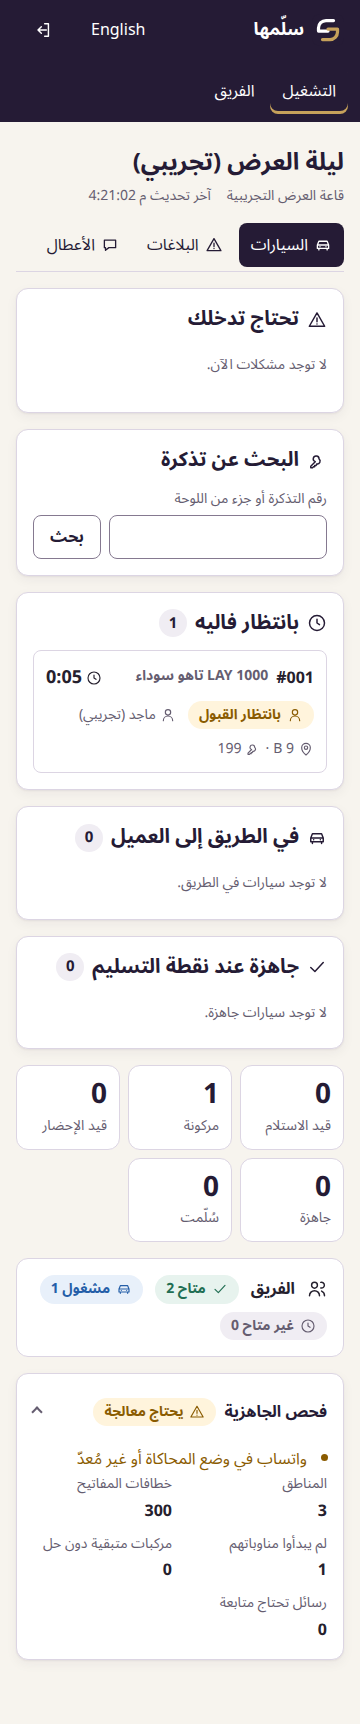 سلّمها
English
التشغيل
الفريق
ليلة العرض (تجريبي)
قاعة العرض التجريبية آخر تحديث م 4:21:02
السيارات
البلاغات
الأعطال
تحتاج تدخلك
لا توجد مشكلات الآن.
البحث عن تذكرة
رقم التذكرة أو جزء من اللوحة
بحث
بانتظار فاليه 1
#001 LAY 1000 تاهو سوداء 0:05
بانتظار القبول ماجد (تجريبي)
B 9 · 199
في الطريق إلى العميل 0
لا توجد سيارات في الطريق.
جاهزة عند نقطة التسليم 0
لا توجد سيارات جاهزة.
0 1 0
قيد الاستلام مركونة قيد الإحضار
0 0
جاهزة سُلّمت
الفريق متاح 2 مشغول 1
غير متاح 0
فحص الجاهزية يحتاج معالجة
واتساب في وضع المحاكاة أو غير مُعدّ
المناطق خطافات المفاتيح
3 300
لم يبدأوا مناوباتهم مركبات متبقية دون حل
1 0
رسائل تحتاج متابعة
0